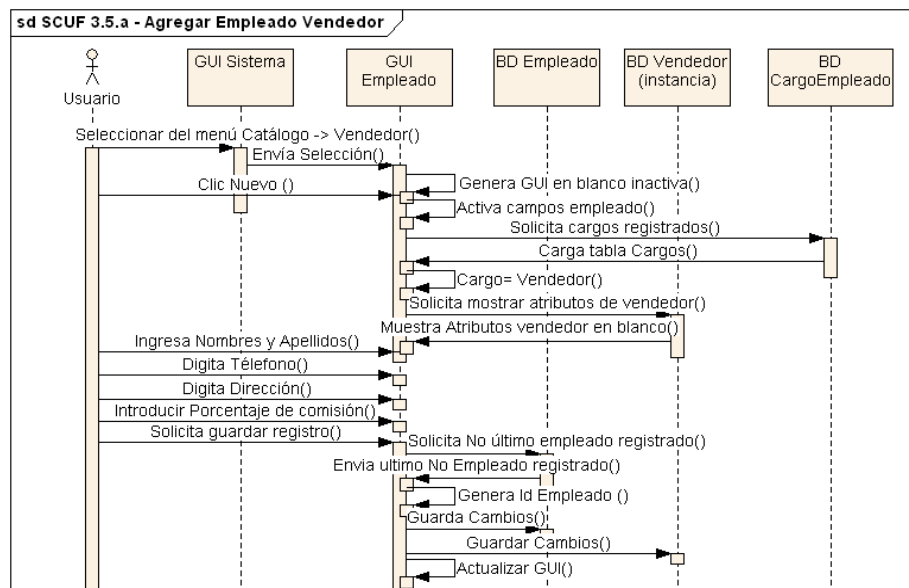 sd SCUF 3.5.a - Agregar Empleado Vendedor
Usuario
GUI Sistema
GUI
Empleado
BD Empleado
BD Vendedor
(instancia)
BD
CargoEmpleado
Seleccionar del menú Catálogo -> Vendedor()
Envía Selección()
Genera GUI en blanco inactiva()
Clic Nuevo ()
Activa campos empleado()
Solicita cargos registrados()
Carga tabla Cargos()
Cargo= Vendedor()
Solicita mostrar atributos de vendedor()
Muestra Atributos vendedor en blanco()
Ingresa Nombres y Apellidos()
Digita Télefono()
Digita Dirección()
Introducir Porcentaje de comisión()
Solicita guardar registro()
Solicita No último empleado registrado()
Envia ultimo No Empleado registrado()
Genera Id Empleado ()
Guarda Cambios()
Guardar Cambios()
Actualizar GUI()